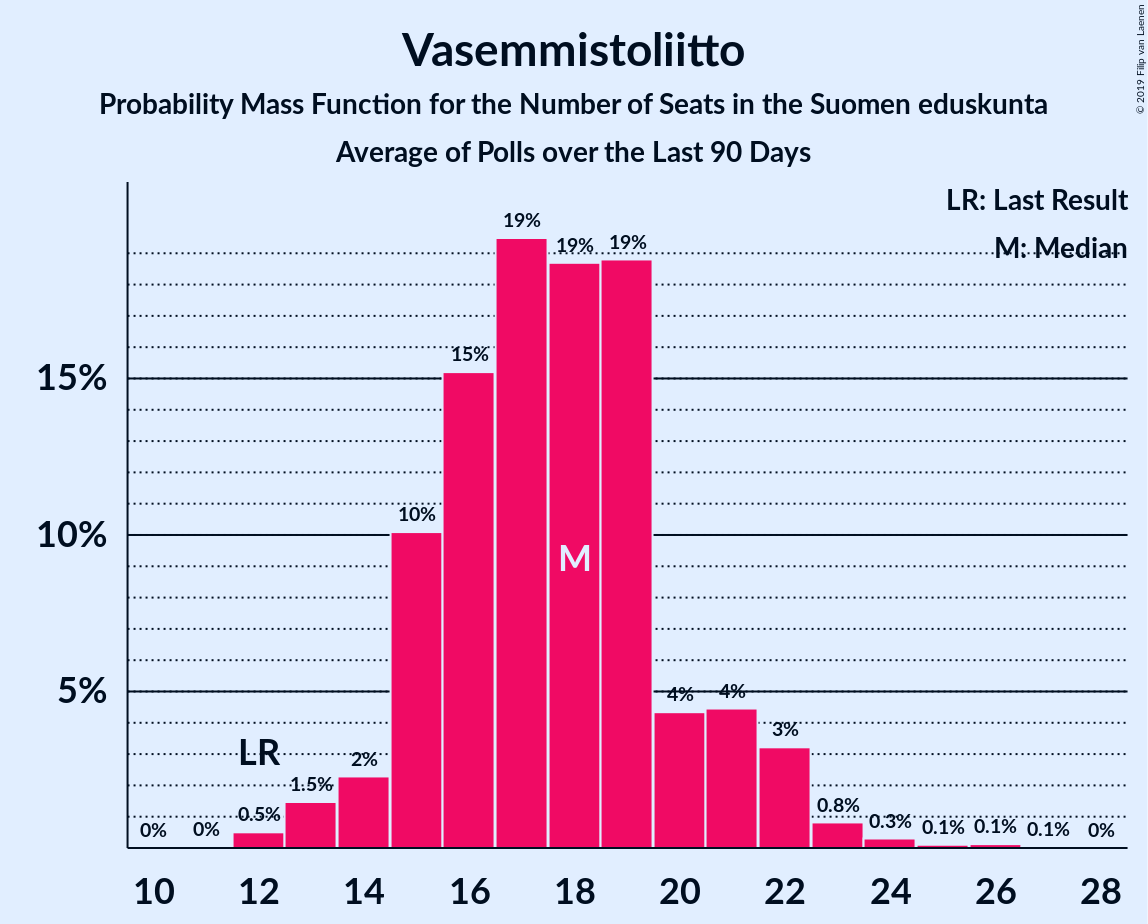 Vasemmistoliitto
Probability Mass Function for the Number of Seats in the Suomen eduskunta
Average of Polls over the Last 90 Days
© 2019 Filip van Laenen
LR: Last Result
M: Median
15%
10%
5%
0%
0%
0.5%
LR
1.5%
2%
10%
15%
19%
19%
M
19%
4%
4%
3%
0.8%
0.3%
0.1%
0.1%
0.1%
0%
10 12 14 16 18 20 22 24 26 28